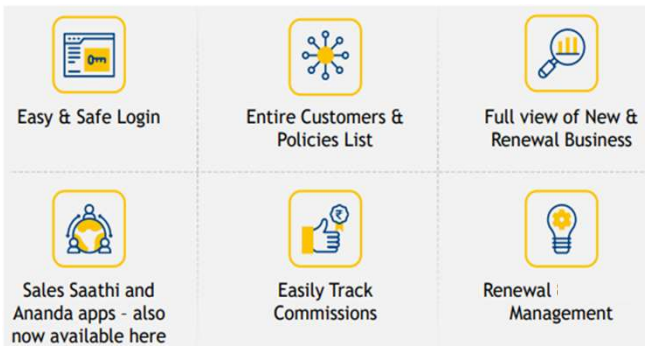 Easy & Safe Login
Entire Customers &
Policies List
Full view of New &
Renewal Business
Sales Saathi and
Ananda apps – also
now available here
Easily Track
Commissions
Renewal
Management